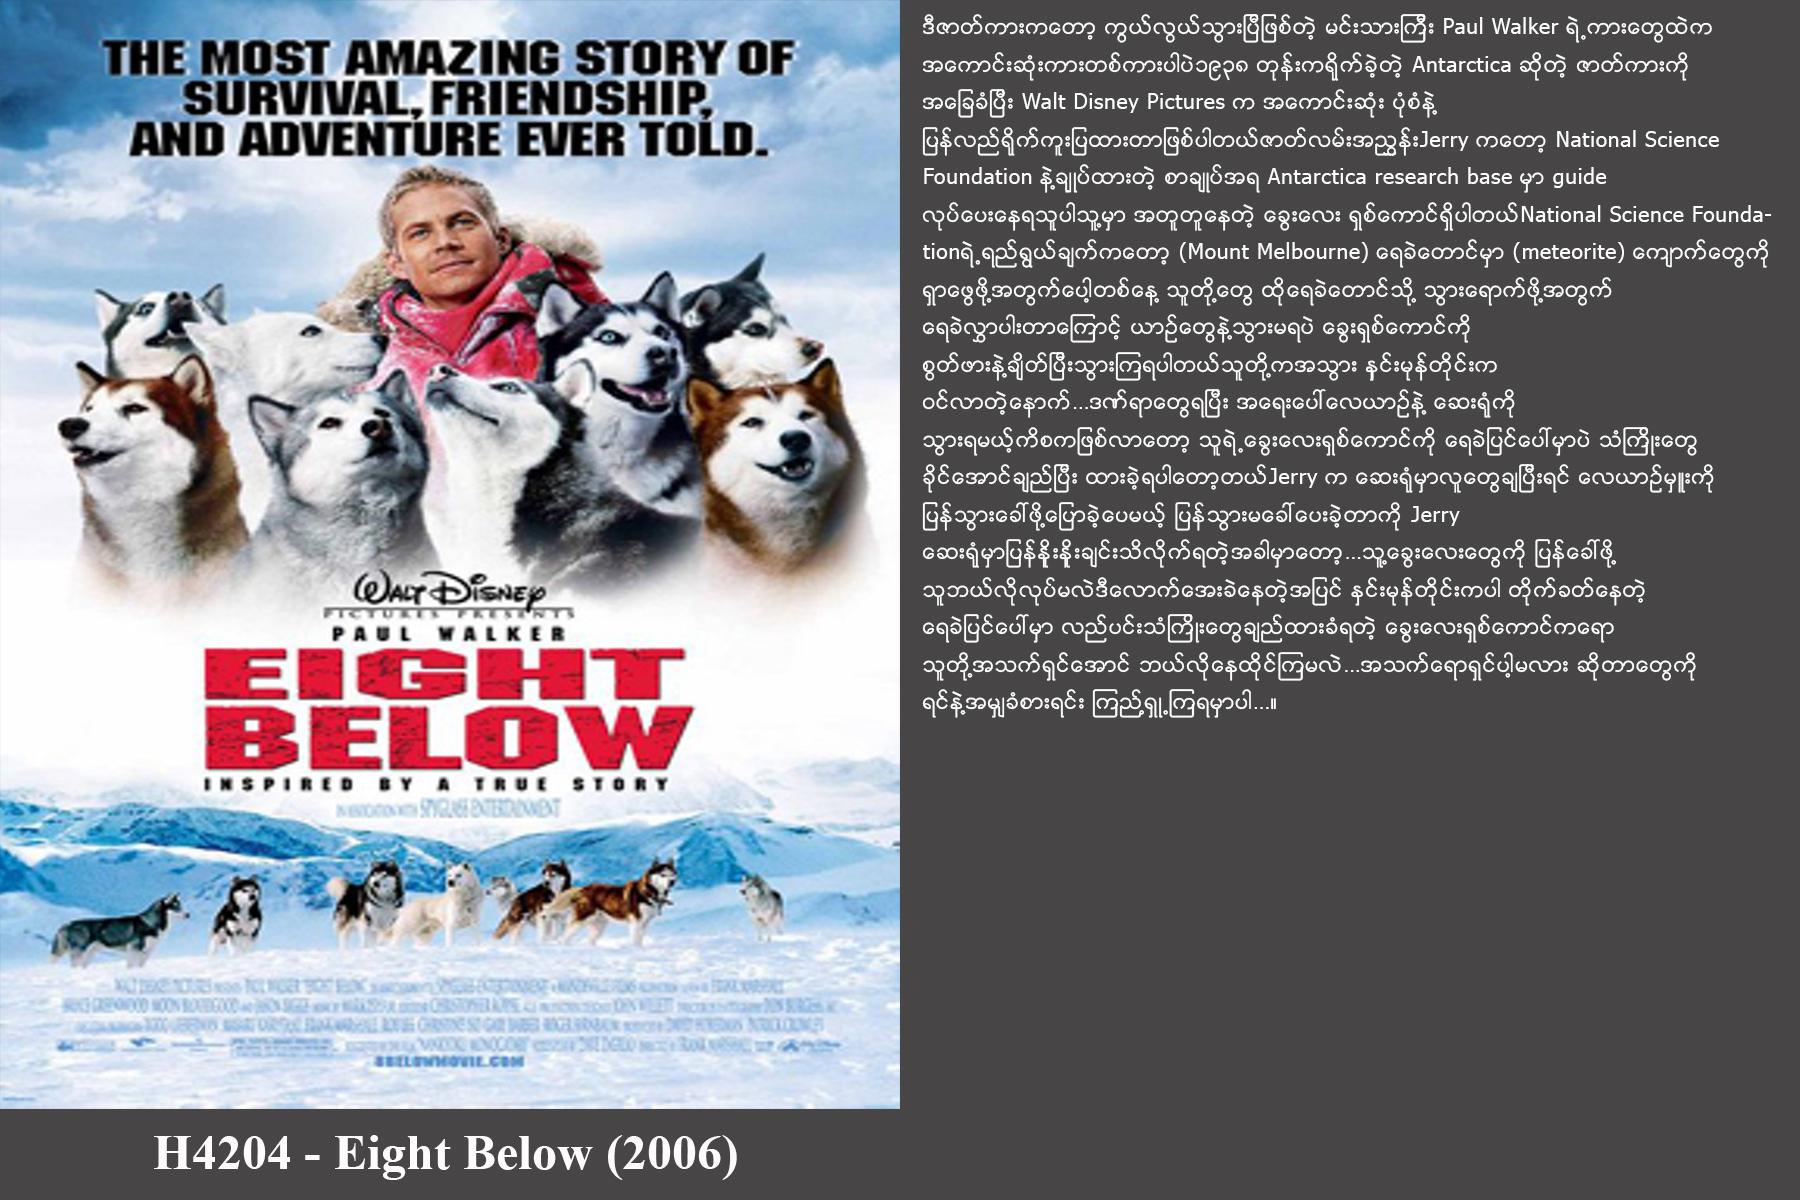 THE MOST AMAZING STORY OF
SURVIVAL, FRIENDSHIP,
AND ADVENTURE EVER TOLD.
WALT DISNEY
PICTURES PRESENTS
PAUL WALKER
EIGHT
BELOW
INSPIRED BY A TRUE STORY
IN ASSOCIATION WITH SPYGLASS ENTERTAINMENT
8BELOWMOVIE.COM
H4204 - Eight Below (2006)
ဒီဇာတ်ကားကတော့ ကွယ်လွယ်သွားပြီဖြစ်တဲ့ မင်းသားကြီး Paul Walker ရဲ့ကားတွေထဲက
အကောင်းဆုံးကားတစ်ကားပါပဲ၁၉၃၈ တုန်းကရိုက်ခဲ့တဲ့ Antarctica ဆိုတဲ့ ဇာတ်ကားကို
အခြေခံပြီး Walt Disney Pictures က အကောင်းဆုံး ပုံစံနဲ့
ပြန်လည်ရိုက်ကူးပြထားတာဖြစ်ပါတယ်ဇာတ်လမ်းအညွှန်းJerry ကတော့ National Science
Foundation နဲ့ချုပ်ထားတဲ့ စာချုပ်အရ Antarctica research base မှာ guide
လုပ်ပေးနေရသူပါသူ့မှာ အတူတူနေတဲ့ ခွေးလေး ရှစ်ကောင်ရှိပါတယ်National Science Founda-
tionရဲ့ရည်ရွယ်ချက်ကတော့ (Mount Melbourne) ရေခဲတောင်မှာ (meteorite) ကျောက်တွေကို
ရှာဖွေဖို့အတွက်ပေါ့တစ်နေ့ သူတို့တွေ ထိုရေခဲတောင်သို့ သွားရောက်ဖို့အတွက်
ရေခဲလွှာပါးတာကြောင့် ယာဉ်တွေနဲ့သွားမရပဲ ခွေးရှစ်ကောင်ကို
စွတ်ဖားနဲ့ချိတ်ပြီးသွားကြရပါတယ်သူတို့ကအသွား နှင်းမုန်တိုင်းက
ဝင်လာတဲ့နောက်...ဒဏ်ရာတွေရပြီး အရေးပေါ်လေယာဉ်နဲ့ ဆေးရုံကို
သွားရမယ့်ကိစကဖြစ်လာတော့ သူရဲ့ခွေးလေးရှစ်ကောင်ကို ရေခဲပြင်ပေါ်မှာပဲ သံကြိုးတွေ
ခိုင်အောင်ချည်ပြီး ထားခဲ့ရပါတော့တယ်Jerry က ဆေးရုံမှာလူတွေချပြီးရင် လေယာဉ်မှူးကို
ပြန်သွားခေါ်ဖို့ပြောခဲ့ပေမယ့် ပြန်သွားမခေါ်ပေးခဲ့တာကို Jerry
ဆေးရုံမှာပြန်နိုးနိုးချင်းသိလိုက်ရတဲ့အခါမှာတော့...သူ့ခွေးလေးတွေကို ပြန်ခေါ်ဖို့
သူဘယ်လိုလုပ်မလဲဒီလောက်အေးခဲနေတဲ့အပြင် နှင်းမုန်တိုင်းကပါ တိုက်ခတ်နေတဲ့
ရေခဲပြင်ပေါ်မှာ လည်ပင်းသံကြိုးတွေချည်ထားခံရတဲ့ ခွေးလေးရှစ်ကောင်ကရော
သူတို့အသက်ရှင်အောင် ဘယ်လိုနေထိုင်ကြမလဲ...အသက်ရောရှင်ပါ့မလား ဆိုတာတွေကို
ရင်နဲ့အမျှခံစားရင်း ကြည့်ရှု့ကြရမှာပါ...။